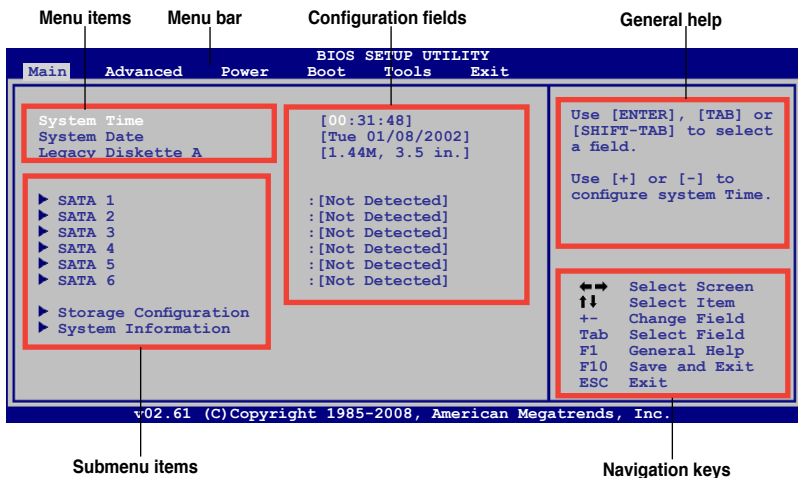 Menu items Menu bar Configuration fields General help
BIOS SETUP UTILITY
Main Advanced Power Boot Tools Exit
System Time [00:31:48]
System Date [Tue 01/08/2002]
Legacy Diskette A [1.44M, 3.5 in.]
SATA 1 :[Not Detected]
SATA 2 :[Not Detected]
SATA 3 :[Not Detected]
SATA 4 :[Not Detected]
SATA 5 :[Not Detected]
SATA 6 :[Not Detected]
Storage Configuration
System Information
Use [ENTER], [TAB] or
[SHIFT-TAB] to select
a field.
Use [+] or [-] to
configure system Time.
←→ Select Screen
↑↓ Select Item
+- Change Field
Tab Select Field
F1 General Help
F10 Save and Exit
ESC Exit
v02.61 (C)Copyright 1985-2008, American Megatrends, Inc.
Submenu items Navigation keys